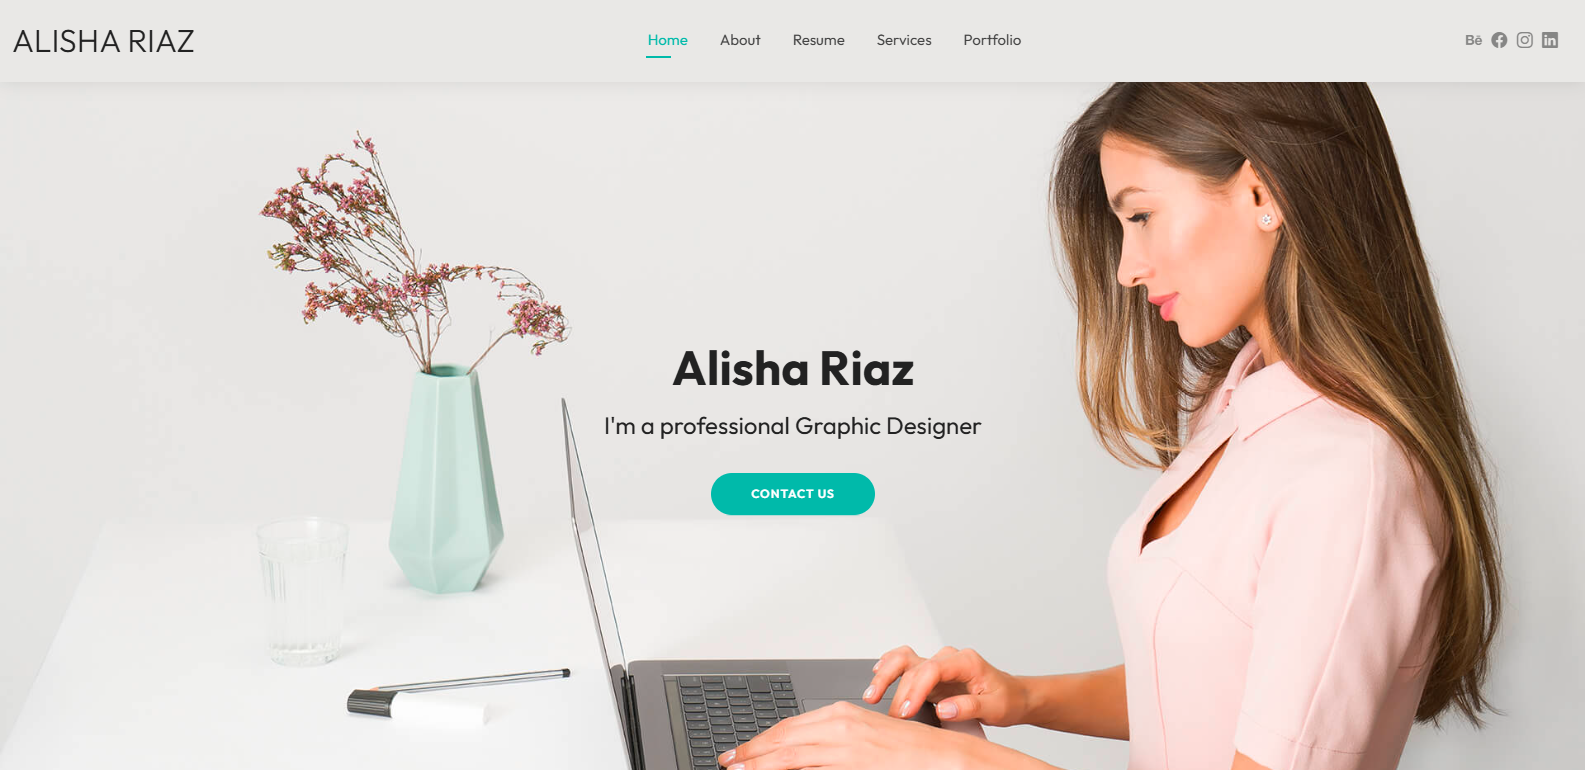 ALISHA RIAZ
Home About Resume Services Portfolio
Bē
Alisha Riaz
I'm a professional Graphic Designer
CONTACT US